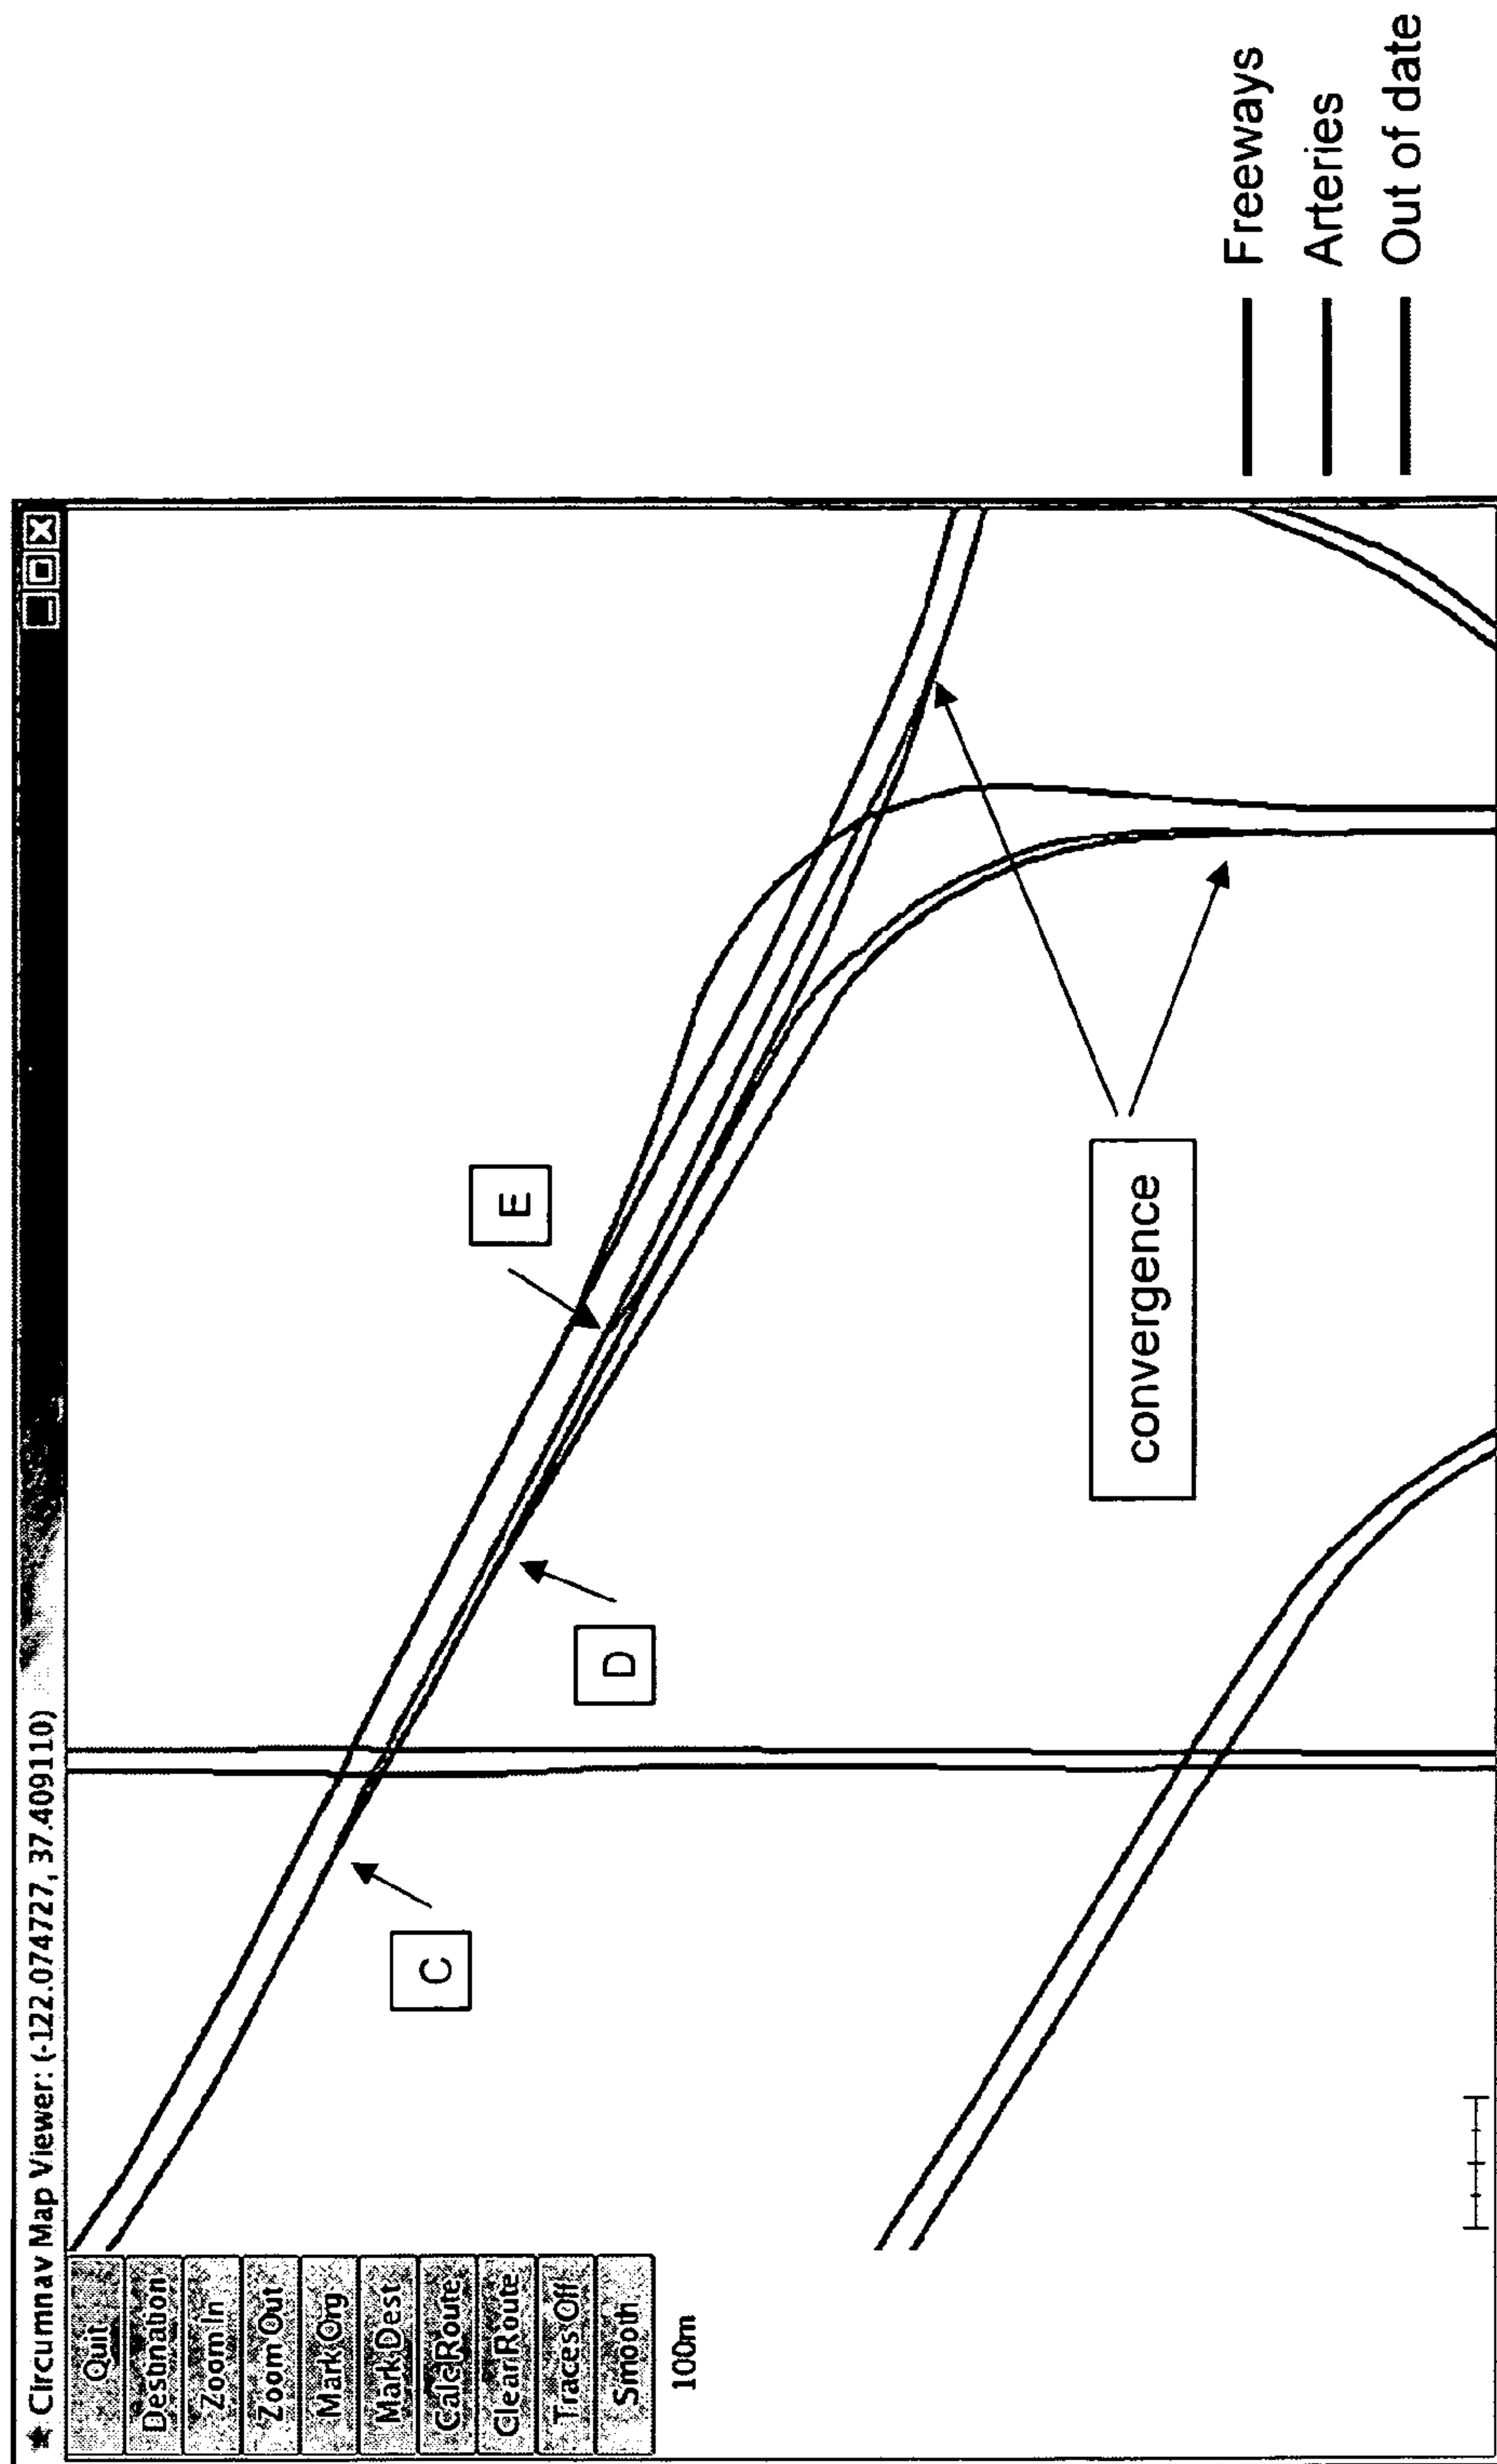 Circumnav Map Viewer: (-122.074727, 37.409110)
Quit
Destination
Zoom In
Zoom Out
Mark Org
Mark Dest
Calc Route
Clear Route
Traces Off
Smooth
100m
C
D
E
convergence
Freeways
Arteries
Out of date